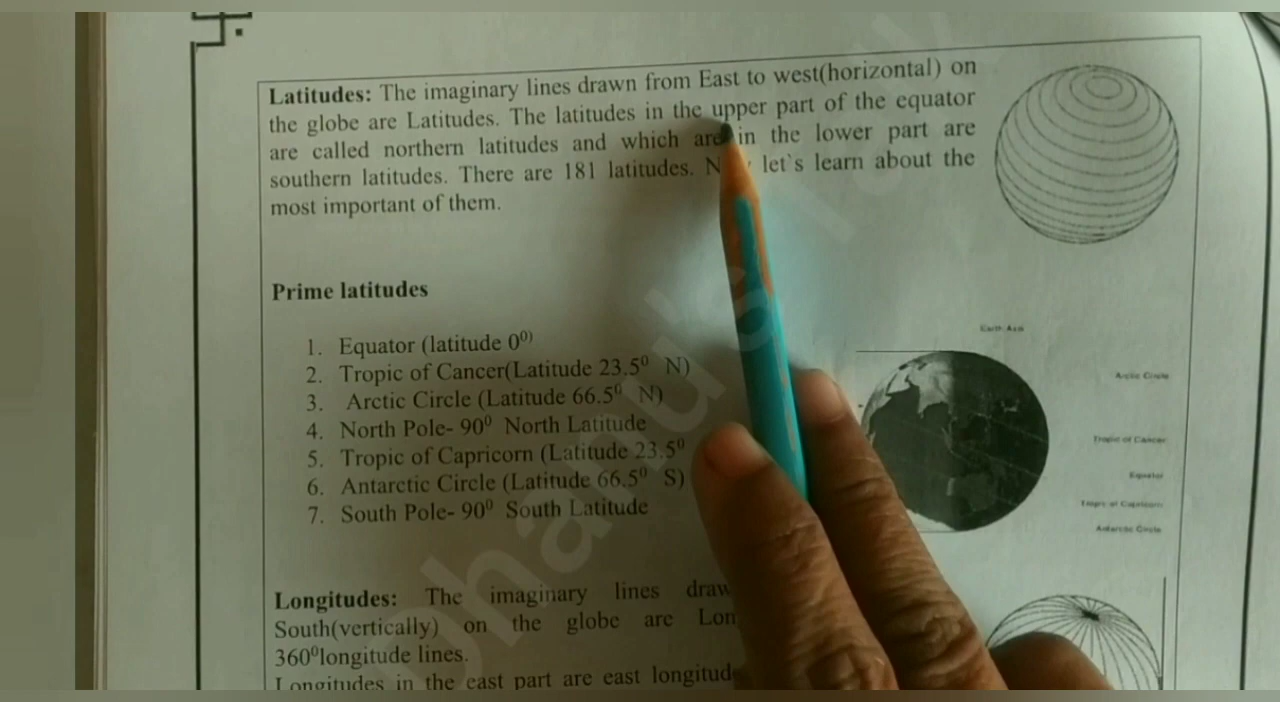 Latitudes: The imaginary lines drawn from East to west(horizontal) on
the globe are Latitudes. The latitudes in the upper part of the equator
are called northern latitudes and which are in the lower part are
southern latitudes. There are 181 latitudes. let`s learn about the
most important of them.
Prime latitudes
1. Equator (latitude 0⁰)
2. Tropic of Cancer(Latitude 23.5⁰ N)
3. Arctic Circle (Latitude 66.5⁰ N)
4. North Pole- 90⁰ North Latitude
5. Tropic of Capricorn (Latitude 23.5⁰
6. Antarctic Circle (Latitude 66.5⁰ S)
7. South Pole- 90⁰ South Latitude
Earth Axis
Arctic Circle
Tropic of Cancer
Equator
Tropic of Capricorn
Antarctic Circle
Longitudes: The imaginary lines
South(vertically) on the globe are
360⁰longitude lines.
Longitudes in the east part are east